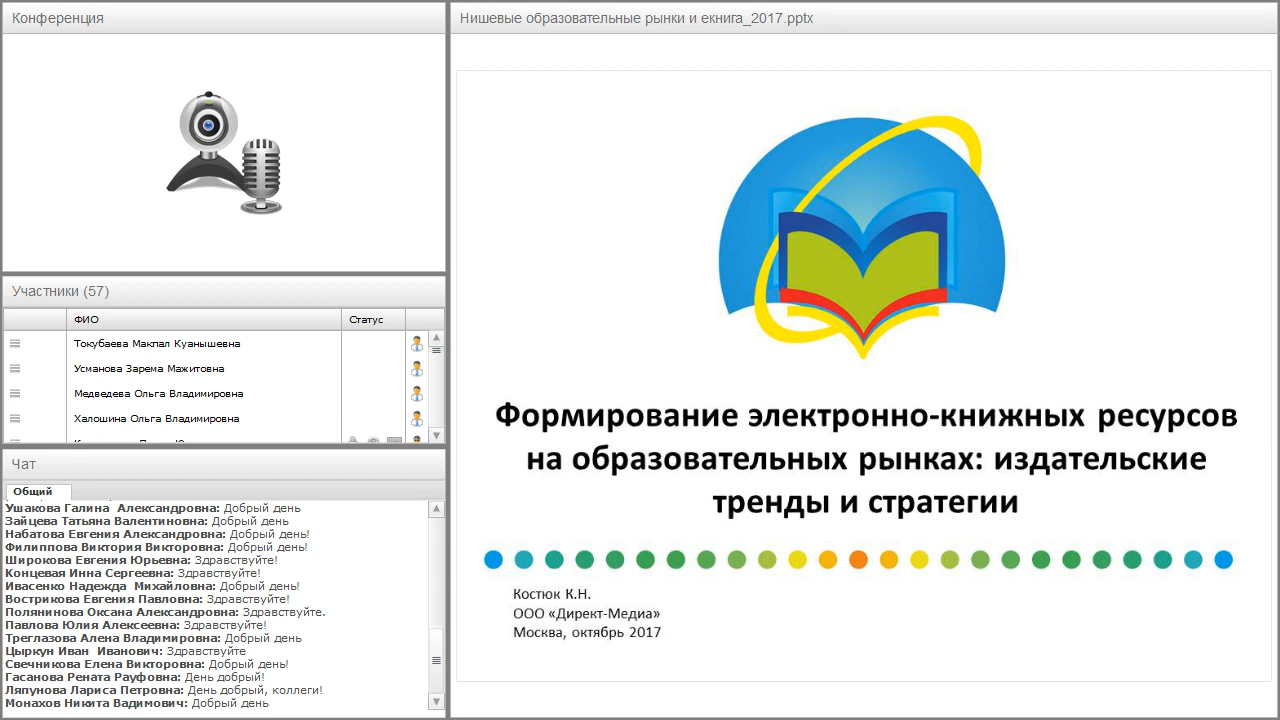 Конференция
Участники (57)
ФИО Статус
Токубаева Макпал Куанышевна
Усманова Зарема Мажитовна
Медведева Ольга Владимировна
Халошина Ольга Владимировна
Чат
Общий
Ушакова Галина Александровна: Добрый день
Зайцева Татьяна Валентиновна: Добрый день
Набатова Евгения Александровна: Добрый день!
Филиппова Виктория Викторовна: Добрый день!
Широкова Евгения Юрьевна: Здравствуйте!
Концевая Инна Сергеевна: Здравствуйте!
Ивасенко Надежда Михайловна: Добрый день!
Вострикова Евгения Павловна: Здравствуйте!
Полянинова Оксана Александровна: Здравствуйте.
Павлова Юлия Алексеевна: Здравствуйте!
Треглазова Алена Владимировна: Добрый день
Цыркун Иван Иванович: Здравствуйте
Свечникова Елена Викторовна: Добрый день!
Гасанова Рената Рауфовна: День добрый!
Ляпунова Лариса Петровна: День добрый, коллеги!
Монахов Никита Вадимович: Добрый день
Нишевые образовательные рынки и екнига_2017.pptx
Формирование электронно-книжных ресурсов
на образовательных рынках: издательские
тренды и стратегии
Костюк К.Н.
ООО «Директ-Медиа»
Москва, октябрь 2017